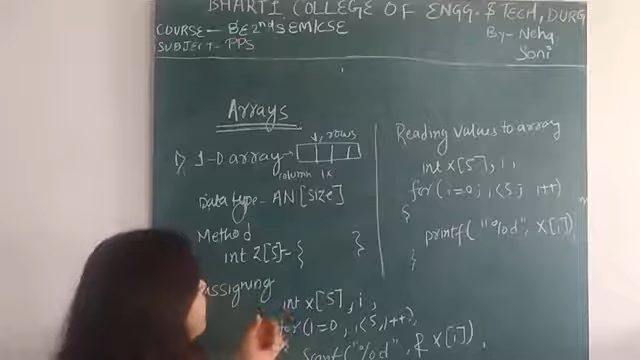 BHARTI COLLEGE OF ENGG. & TECH, DURG
COURSE- BE 2nd SEM/CSE
SUBJECT- PPS
By- Neha
Soni
Arrays
1) 1-D array→
rows
column 1x
Data type- AN [Size]
Method
int Z[5]={ }
assigning
int x[5], i,
for(i=0, i<5, i++),
Scanf("%d", & x[i]),
Reading values to array
int x[5], i,
for(i=0, i<5, i++)
{
printf("%d", X[i]),
}